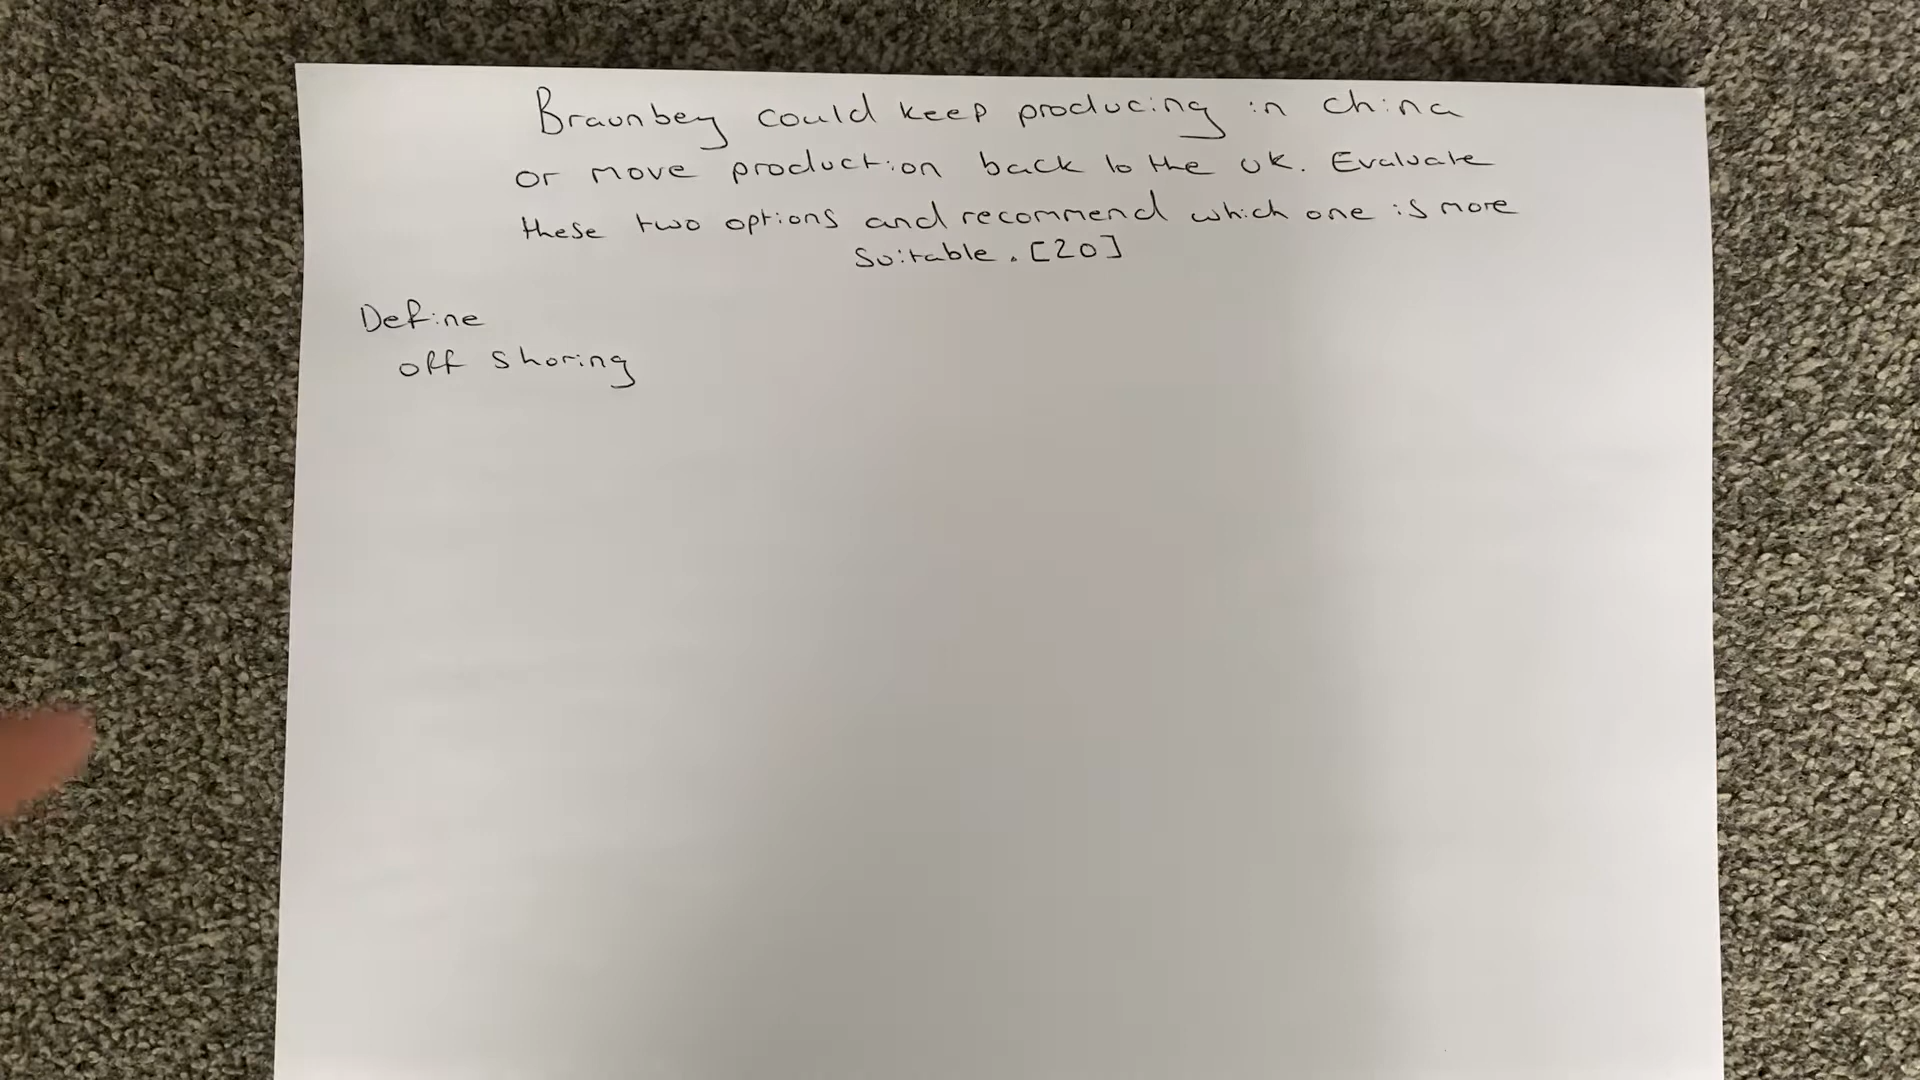 Braunbey could keep producing in china
or move production back to the UK. Evaluate
these two options and recommend which one is more
suitable. [20]
Define
off shoring